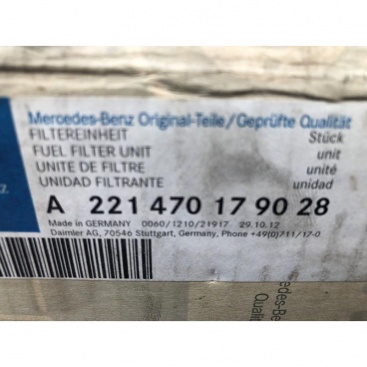 Mercedes-Benz Original-Teile/Geprüfte Qualität
FILTEREINHEIT Stück
FUEL FILTER UNIT unit
UNITE DE FILTRE unité
UNIDAD FILTRANTE unidad
A 221 470 17 90 28
Made in GERMANY 0060/1210/21917 29.10.12
Daimler AG, 70546 Stuttgart, Germany, Phone +49(0)711/17-0